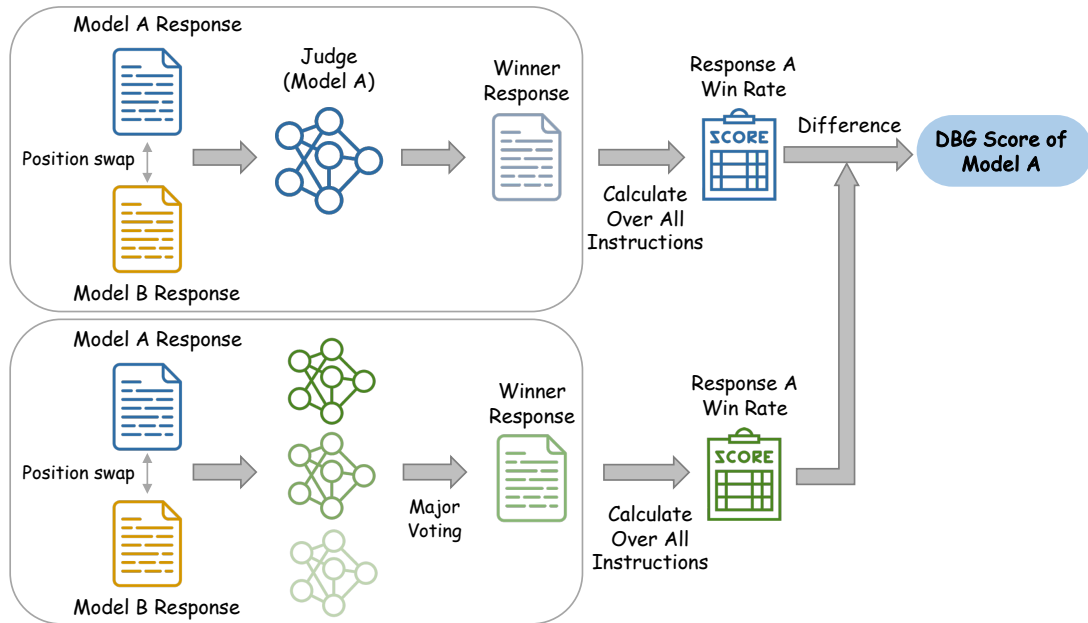 Model A Response
Position swap
Model B Response
Judge
(Model A)
Winner
Response
Calculate
Over All
Instructions
Response A
Win Rate
SCORE
Difference
DBG Score of
Model A
Model A Response
Position swap
Model B Response
Major
Voting
Winner
Response
Calculate
Over All
Instructions
Response A
Win Rate
SCORE